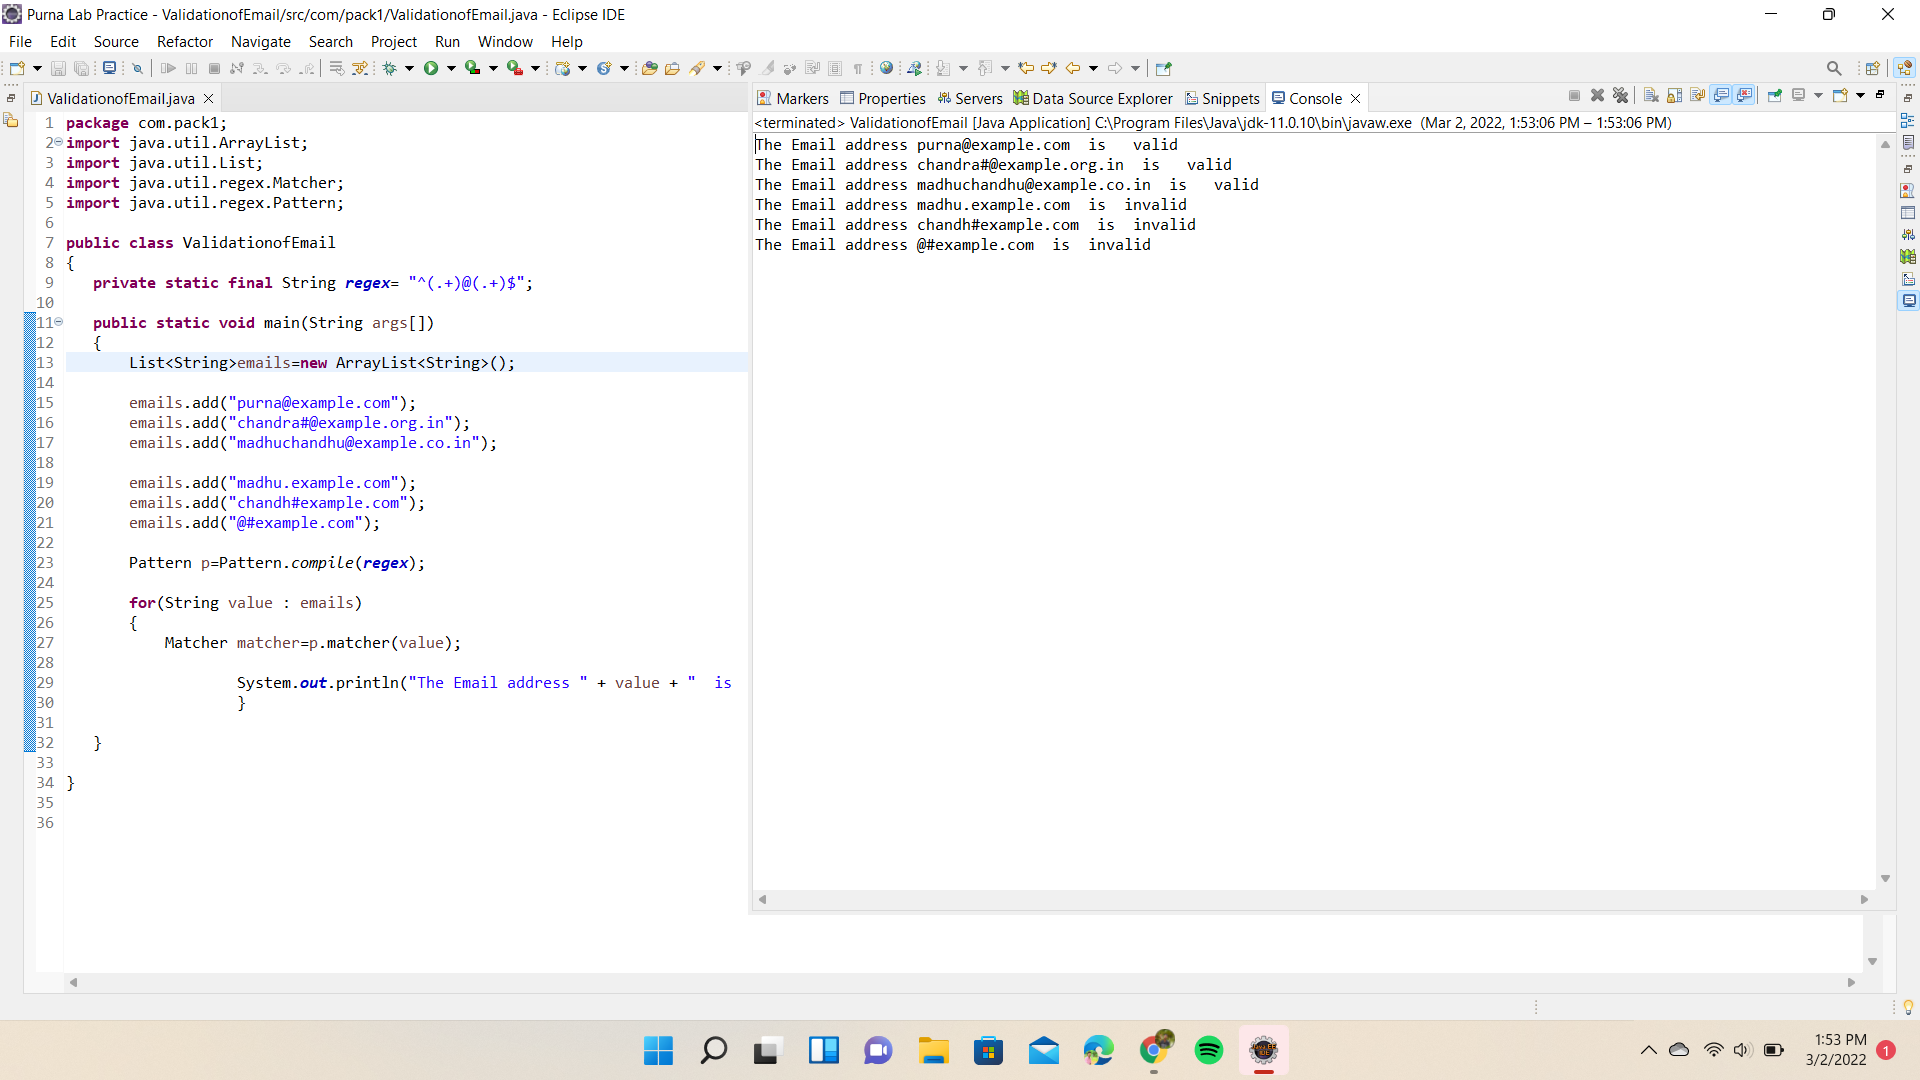 Purna Lab Practice - ValidationofEmail/src/com/pack1/ValidationofEmail.java - Eclipse IDE
File Edit Source Refactor Navigate Search Project Run Window Help
ValidationofEmail.java
1 package com.pack1;
2 import java.util.ArrayList;
3 import java.util.List;
4 import java.util.regex.Matcher;
5 import java.util.regex.Pattern;
6
7 public class ValidationofEmail
8 {
9 private static final String regex= "^(.+)@(.+)$";
10
11 public static void main(String args[])
12 {
13 List<String>emails=new ArrayList<String>();
14
15 emails.add("purna@example.com");
16 emails.add("chandra#@example.org.in");
17 emails.add("madhuchandhu@example.co.in");
18
19 emails.add("madhu.example.com");
20 emails.add("chandh#example.com");
21 emails.add("@#example.com");
22
23 Pattern p=Pattern.compile(regex);
24
25 for(String value : emails)
26 {
27 Matcher matcher=p.matcher(value);
28
29 System.out.println("The Email address " + value + "  is
30 }
31
32 }
33
34 }
35
36
Markers Properties Servers Data Source Explorer Snippets Console
<terminated> ValidationofEmail [Java Application] C:\Program Files\Java\jdk-11.0.10\bin\javaw.exe (Mar 2, 2022, 1:53:06 PM – 1:53:06 PM)
The Email address purna@example.com  is   valid
The Email address chandra#@example.org.in  is   valid
The Email address madhuchandhu@example.co.in  is   valid
The Email address madhu.example.com  is  invalid
The Email address chandh#example.com  is  invalid
The Email address @#example.com  is  invalid
1:53 PM
3/2/2022
1